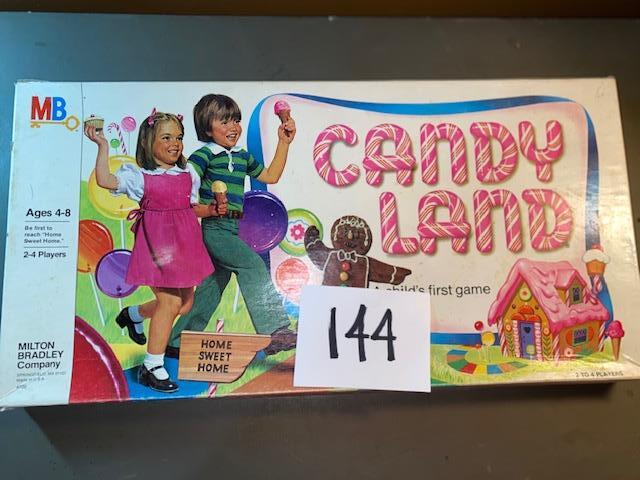 MB
CANDY
LAND
Ages 4-8
Be first to
reach "Home
Sweet Home."
2-4 Players
child's first game
144
HOME
SWEET
HOME
MILTON
BRADLEY
Company
2 TO 4 PLAYERS